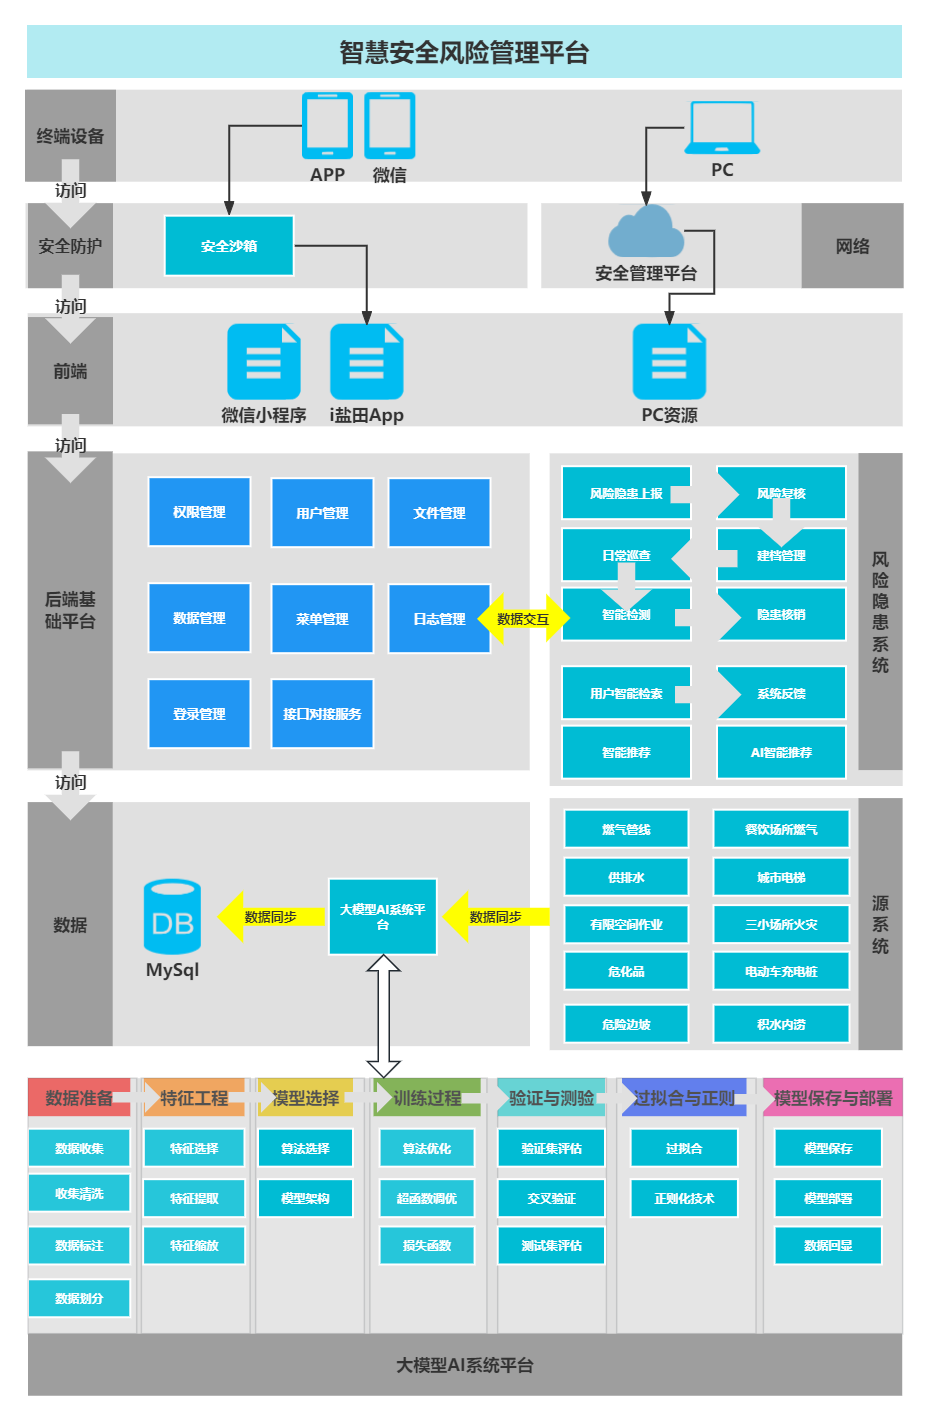 智慧安全风险管理平台
终端设备
APP
微信
PC
访问
安全防护
安全沙箱
安全管理平台
网络
访问
前端
微信小程序
i盐田App
PC资源
访问
后端基
础平台
权限管理
用户管理
文件管理
数据管理
菜单管理
日志管理
登录管理
接口对接服务
数据交互
风险隐患上报
风险复核
日常巡查
建档管理
智能检测
隐患核销
用户智能检索
系统反馈
智能推荐
AI智能推荐
风
险
隐
患
系
统
访问
数据
DB
MySql
数据同步
大模型AI系统平
台
数据同步
燃气管线
餐饮场所燃气
供排水
城市电梯
有限空间作业
三小场所火灾
危化品
电动车充电桩
危险边坡
积水内涝
源
系
统
数据准备
特征工程
模型选择
训练过程
验证与测验
过拟合与正则
模型保存与部署
数据收集
特征选择
算法选择
算法优化
验证集评估
过拟合
模型保存
收集清洗
特征提取
模型架构
超函数调优
交叉验证
正则化技术
模型部署
数据标注
特征缩放
损失函数
测试集评估
数据回显
数据划分
大模型AI系统平台